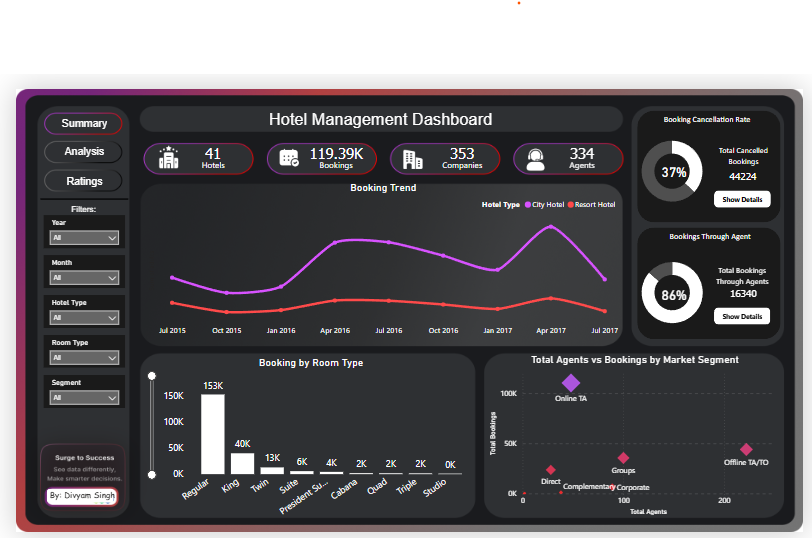 Hotel Management Dashboard
Summary
Analysis
Ratings
Filters:
Year
All
Month
All
Hotel Type
All
Room Type
All
Segment
All
Surge to Success
See data differently,
Make smarter decisions.
By: Divyam Singh
41
Hotels
119.39K
Bookings
353
Companies
334
Agents
Booking Trend
Hotel Type City Hotel Resort Hotel
Jul 2015 Oct 2015 Jan 2016 Apr 2016 Jul 2016 Oct 2016 Jan 2017 Apr 2017 Jul 2017
Booking Cancellation Rate
37%
Total Cancelled
Bookings
44224
Show Details
Bookings Through Agent
86%
Total Bookings
Through Agents
16340
Show Details
Booking by Room Type
150K
100K
50K
0K
153K
40K
13K
6K
4K
2K
2K
2K
0K
Regular
King
Twin
Suite
President Su...
Cabana
Quad
Triple
Studio
Total Agents vs Bookings by Market Segment
Total Bookings
100K
50K
0K
Online TA
Offline TA/TO
Groups
Direct
Complementary
Corporate
0 100 200
Total Agents